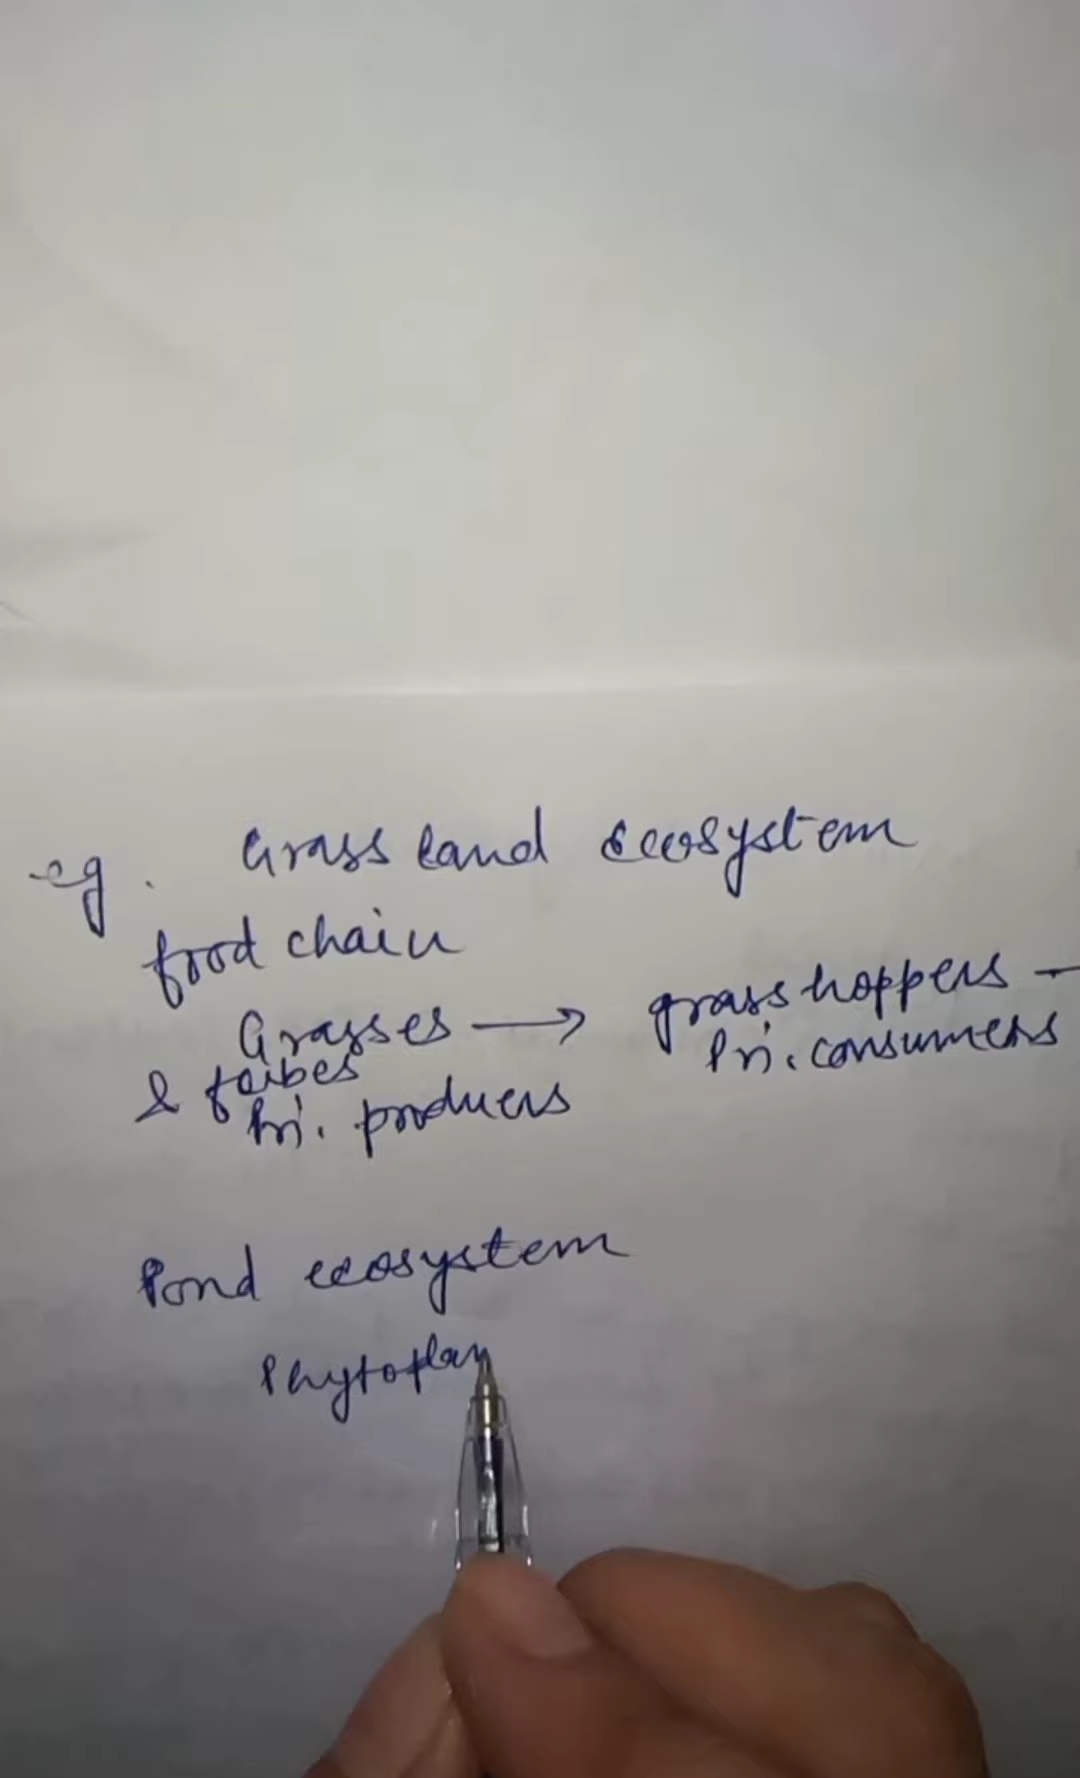 eg. Grass land Ecosystem
food chain
Grasses → grass hoppers –
& forbes Pri. consumers
Pri. producers
Pond ecosystem
Phytoplan